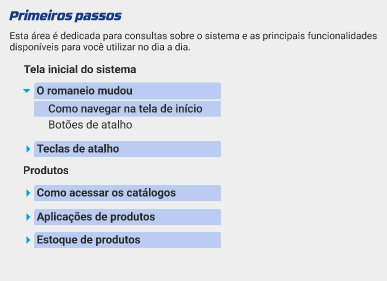 Primeiros passos
Esta área é dedicada para consultas sobre o sistema e as principais funcionalidades
disponíveis para você utilizar no dia a dia.
Tela inicial do sistema
O romaneio mudou
Como navegar na tela de início
Botões de atalho
Teclas de atalho
Produtos
Como acessar os catálogos
Aplicações de produtos
Estoque de produtos